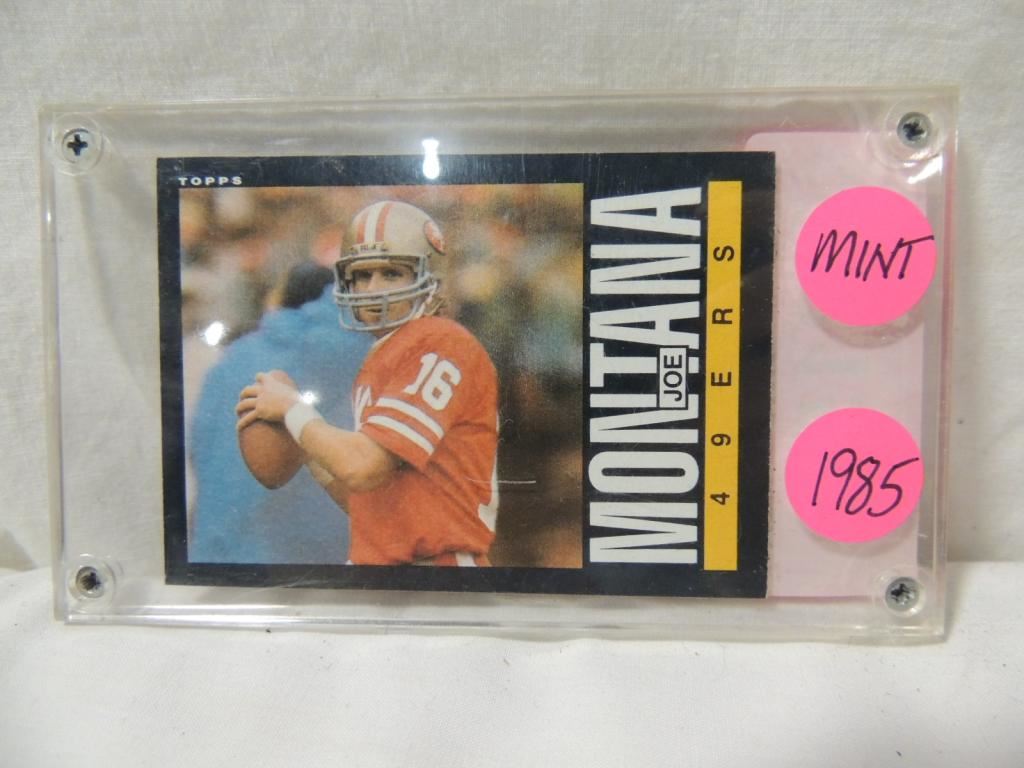 TOPPS
16
MONTANA
JOE
49ERS
MINT
1985